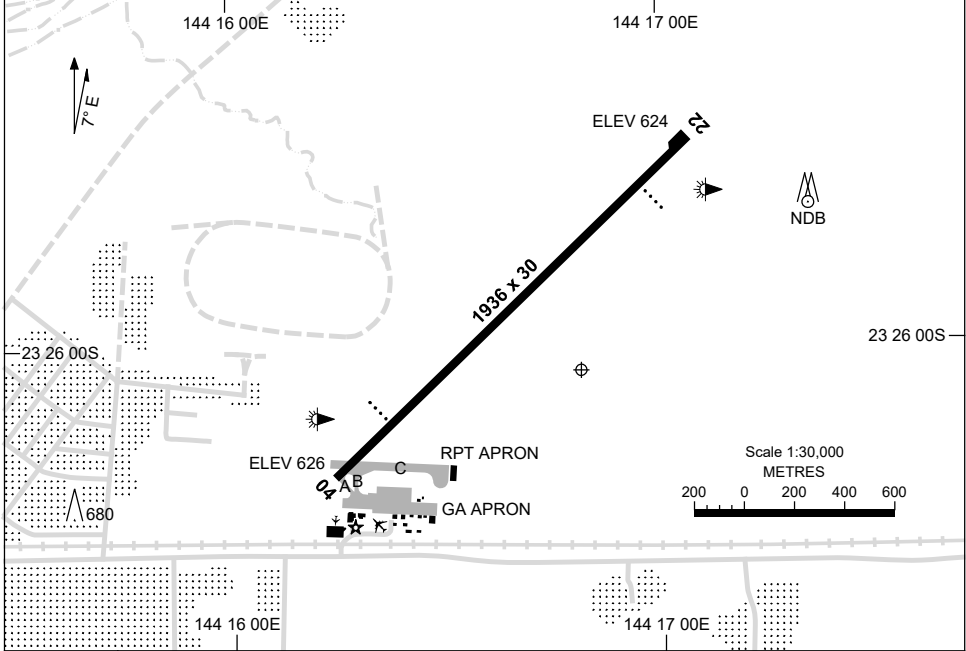 144 16 00E
144 17 00E
7° E
ELEV 624
22
NDB
1936 x 30
23 26 00S
23 26 00S
ELEV 626
04
A
B
C
RPT APRON
GA APRON
680
Scale 1:30,000
METRES
200 0 200 400 600
144 16 00E
144 17 00E